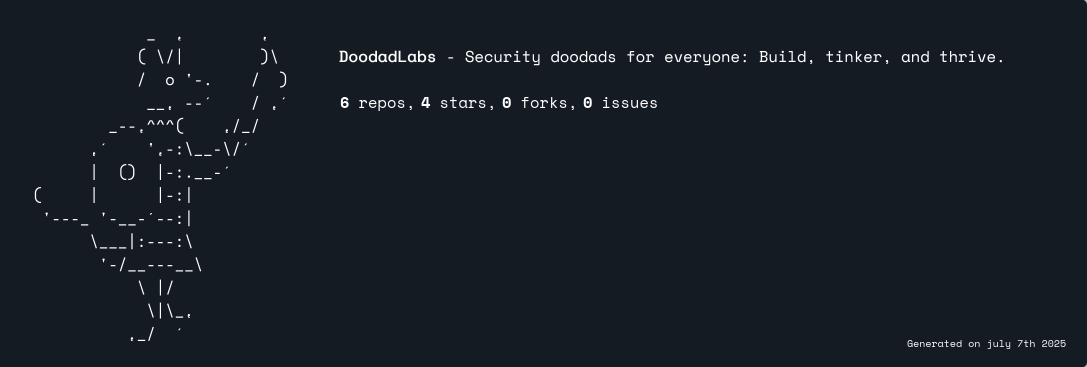 DoodadLabs - Security doodads for everyone: Build, tinker, and thrive.
6 repos, 4 stars, 0 forks, 0 issues
Generated on july 7th 2025